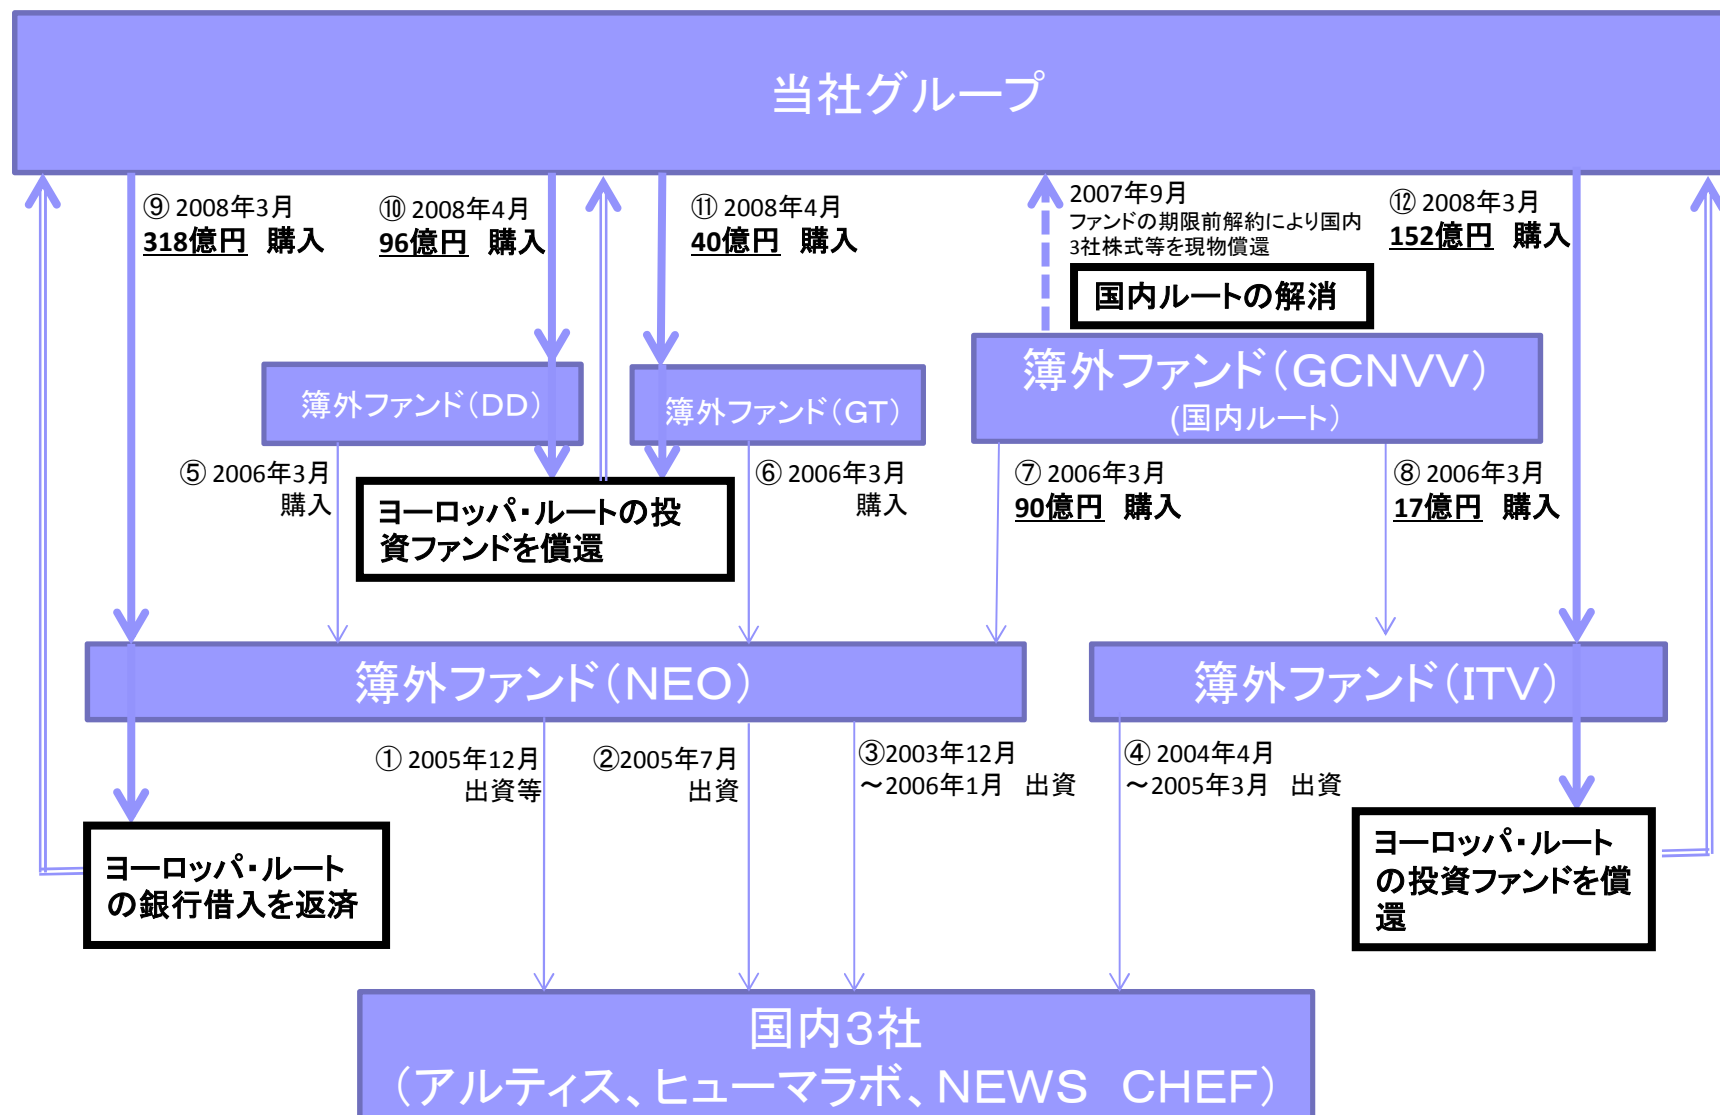 当社グループ
⑨ 2008年3月
318億円　購入
⑩ 2008年4月
96億円　購入
⑪ 2008年4月
40億円　購入
2007年9月
ファンドの期限前解約により国内
3社株式等を現物償還
国内ルートの解消
⑫ 2008年3月
152億円　購入
簿外ファンド（DD）
簿外ファンド（GT）
簿外ファンド（GCNVV）
(国内ルート）
⑤ 2006年3月
購入
ヨーロッパ・ルートの投
資ファンドを償還
⑥ 2006年3月
購入
⑦ 2006年3月
90億円　購入
⑧ 2006年3月
17億円　購入
簿外ファンド（NEO）
簿外ファンド（ITV）
① 2005年12月
出資等
②2005年7月
出資
③2003年12月
～2006年1月　出資
④ 2004年4月
～2005年3月　出資
ヨーロッパ・ルート
の銀行借入を返済
ヨーロッパ・ルート
の投資ファンドを償
還
国内3社
（アルティス、ヒューマラボ、NEWS　CHEF）